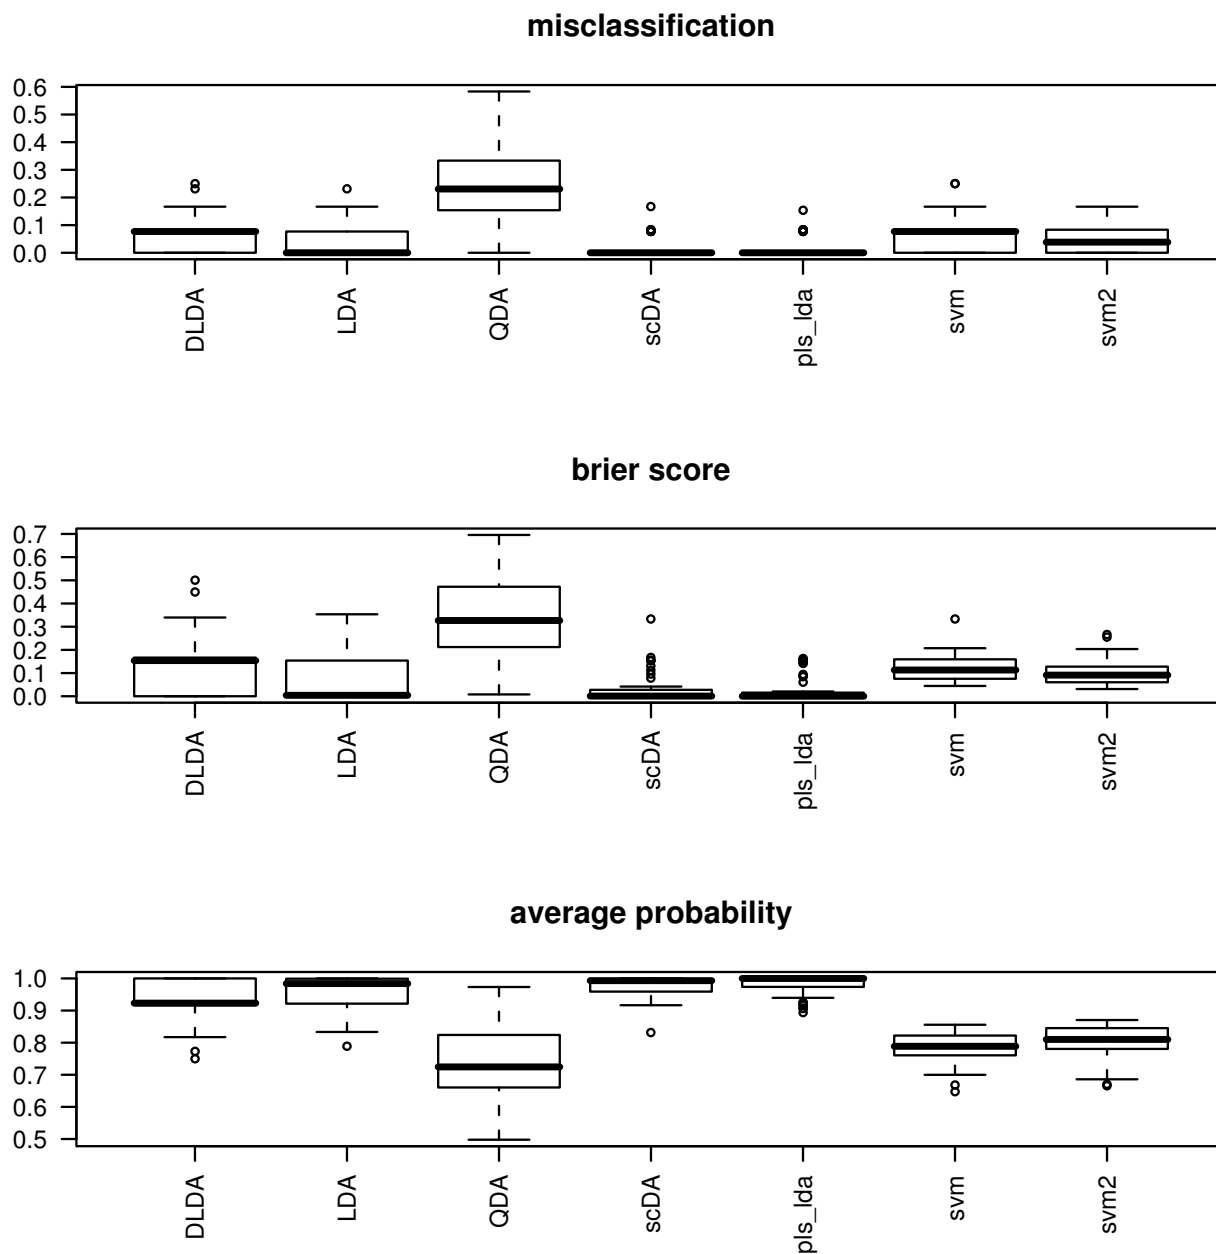 misclassification
0.6
0.5
0.4
0.3
0.2
0.1
0.0
DLDA
LDA
QDA
scDA
pls_lda
svm
svm2
brier score
0.7
0.6
0.5
0.4
0.3
0.2
0.1
0.0
DLDA
LDA
QDA
scDA
pls_lda
svm
svm2
average probability
1.0
0.9
0.8
0.7
0.6
0.5
DLDA
LDA
QDA
scDA
pls_lda
svm
svm2